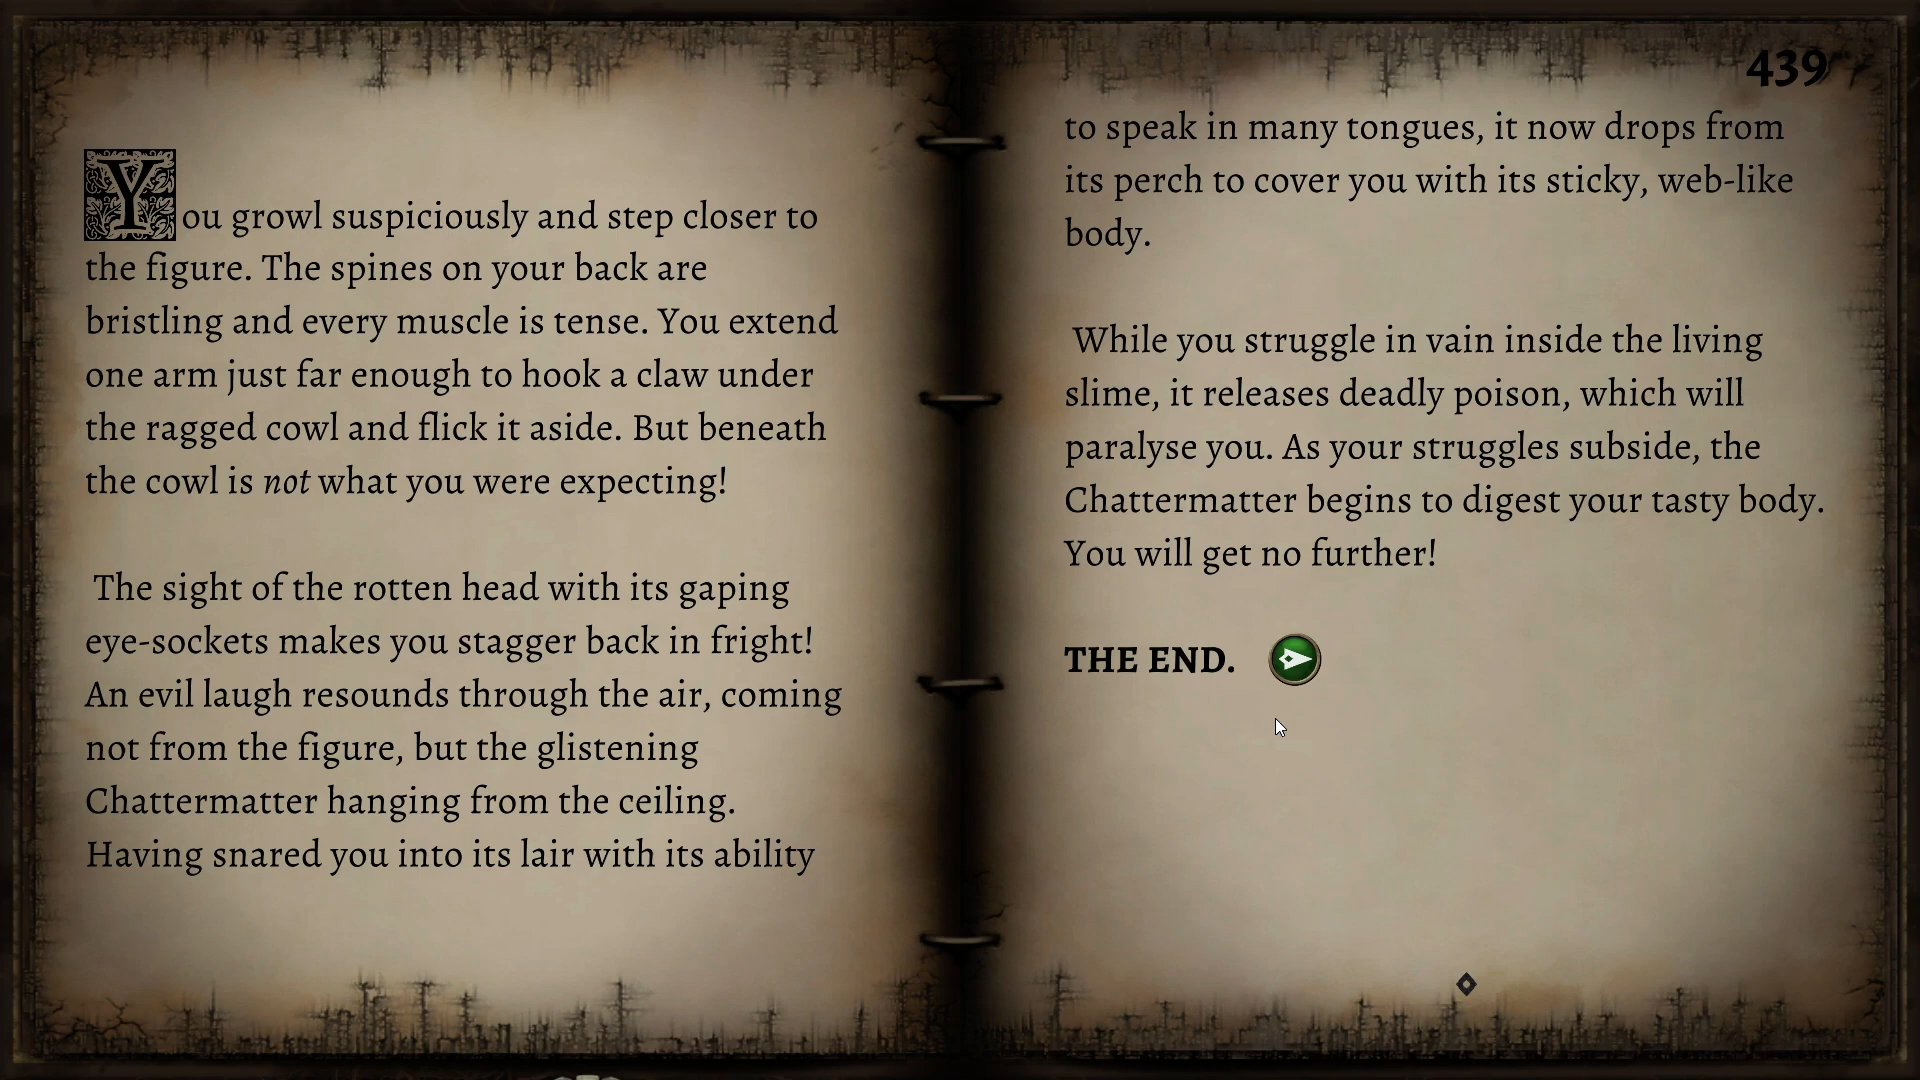 You growl suspiciously and step closer to
the figure. The spines on your back are
bristling and every muscle is tense. You extend
one arm just far enough to hook a claw under
the ragged cowl and flick it aside. But beneath
the cowl is not what you were expecting!
The sight of the rotten head with its gaping
eye-sockets makes you stagger back in fright!
An evil laugh resounds through the air, coming
not from the figure, but the glistening
Chattermatter hanging from the ceiling.
Having snared you into its lair with its ability
439
to speak in many tongues, it now drops from
its perch to cover you with its sticky, web-like
body.
While you struggle in vain inside the living
slime, it releases deadly poison, which will
paralyse you. As your struggles subside, the
Chattermatter begins to digest your tasty body.
You will get no further!
THE END.